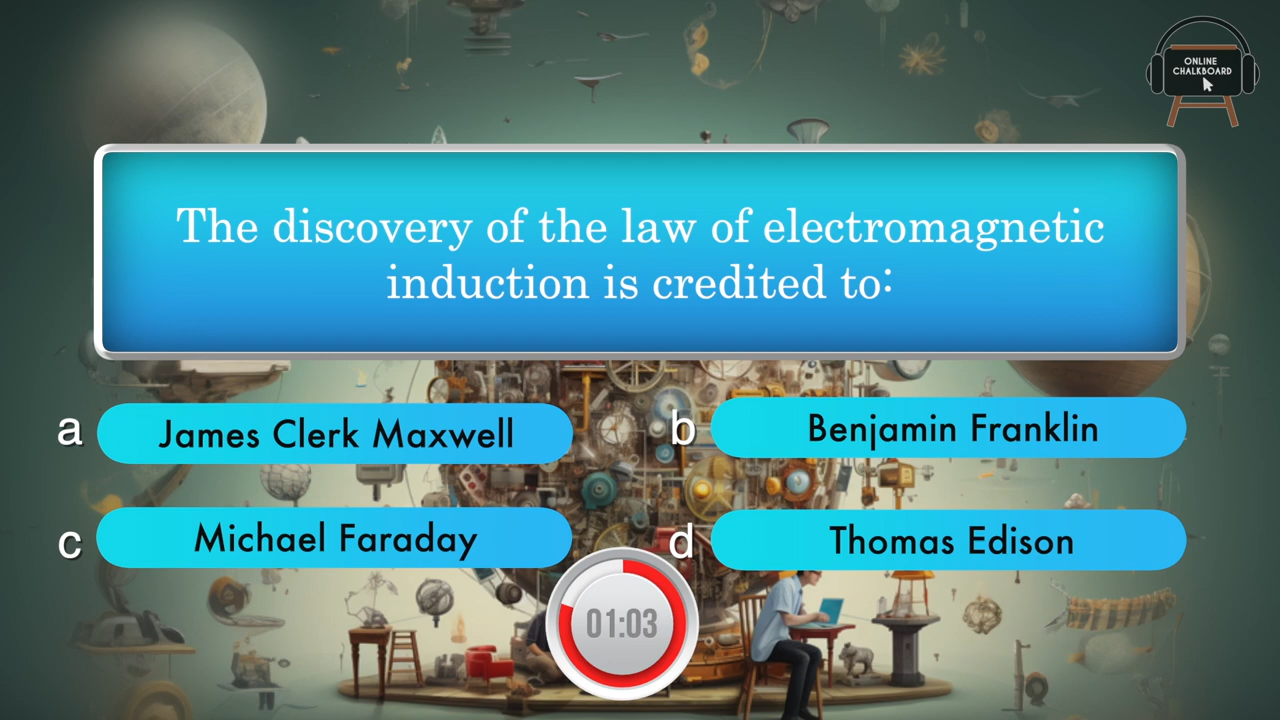 ONLINE
CHALKBOARD
The discovery of the law of electromagnetic
induction is credited to:
a James Clerk Maxwell
b Benjamin Franklin
c Michael Faraday
d Thomas Edison
01:03